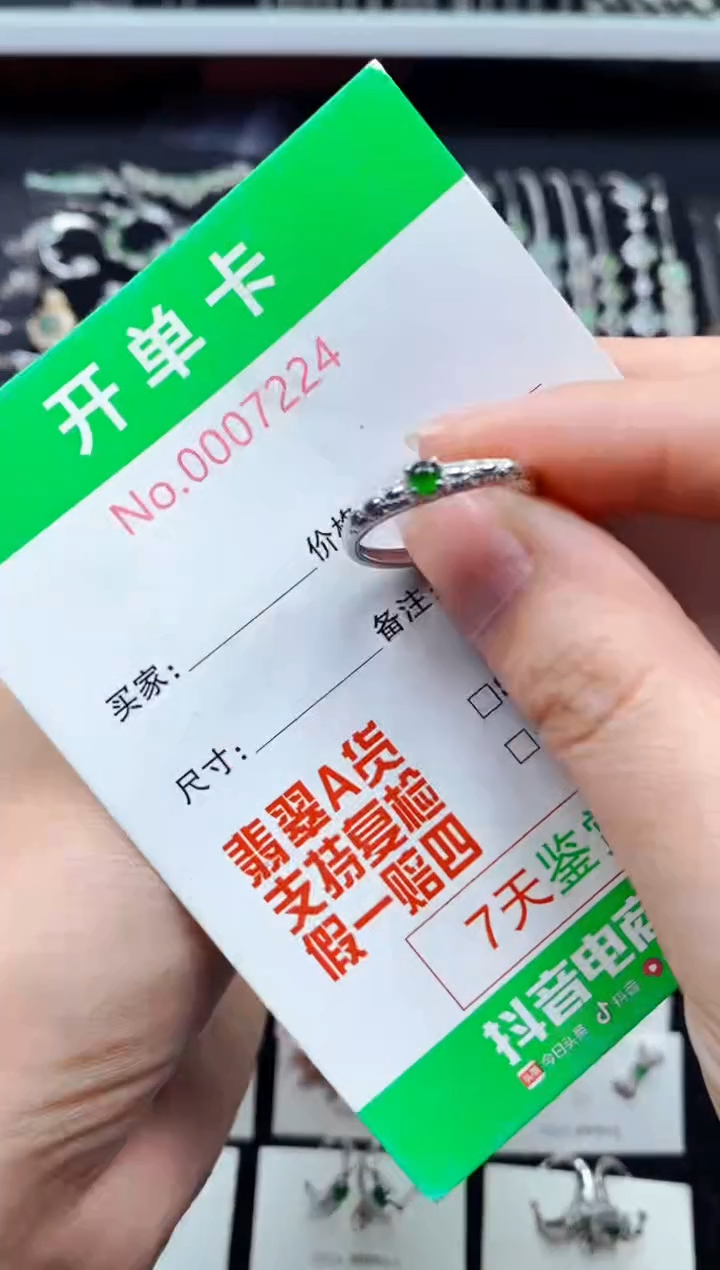 开单卡
No.0007224
买家: 价格
尺寸: 备注:
翡翠A货
支持复检
假一赔四
7天鉴
抖音电商
今日头条 抖音